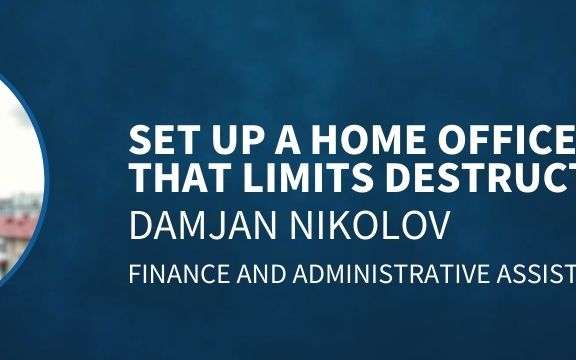 SET UP A HOME OFFICE
THAT LIMITS DESTRUCT
DAMJAN NIKOLOV
FINANCE AND ADMINISTRATIVE ASSIST